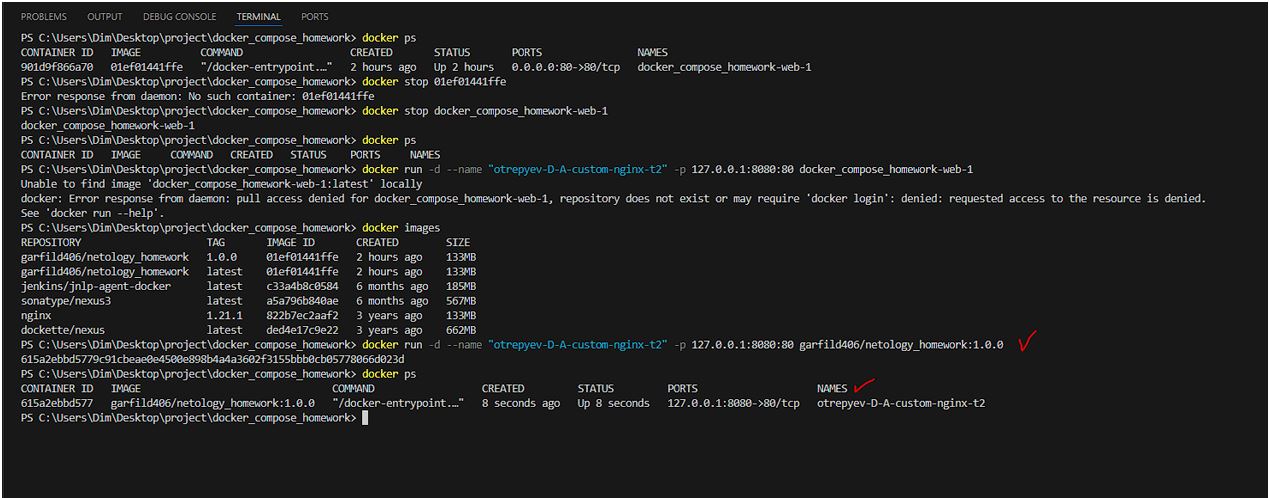 PROBLEMS OUTPUT DEBUG CONSOLE TERMINAL PORTS
PS C:\Users\Dim\Desktop\project\docker_compose_homework> docker ps
CONTAINER ID IMAGE COMMAND CREATED STATUS PORTS NAMES
901d9f866a70 01ef01441ffe "/docker-entrypoint.…" 2 hours ago Up 2 hours 0.0.0.0:80->80/tcp docker_compose_homework-web-1
PS C:\Users\Dim\Desktop\project\docker_compose_homework> docker stop 01ef01441ffe
Error response from daemon: No such container: 01ef01441ffe
PS C:\Users\Dim\Desktop\project\docker_compose_homework> docker stop docker_compose_homework-web-1
docker_compose_homework-web-1
PS C:\Users\Dim\Desktop\project\docker_compose_homework> docker ps
CONTAINER ID IMAGE COMMAND CREATED STATUS PORTS NAMES
PS C:\Users\Dim\Desktop\project\docker_compose_homework> docker run -d --name "otrepyev-D-A-custom-nginx-t2" -p 127.0.0.1:8080:80 docker_compose_homework-web-1
Unable to find image 'docker_compose_homework-web-1:latest' locally
docker: Error response from daemon: pull access denied for docker_compose_homework-web-1, repository does not exist or may require 'docker login': denied: requested access to the resource is denied.
See 'docker run --help'.
PS C:\Users\Dim\Desktop\project\docker_compose_homework> docker images
REPOSITORY TAG IMAGE ID CREATED SIZE
garfild406/netology_homework 1.0.0 01ef01441ffe 2 hours ago 133MB
garfild406/netology_homework latest 01ef01441ffe 2 hours ago 133MB
jenkins/jnlp-agent-docker latest c33a4b8c0584 6 months ago 185MB
sonatype/nexus3 latest a5a796b840ae 6 months ago 567MB
nginx 1.21.1 822b7ec2aaf2 3 years ago 133MB
dockette/nexus latest ded4e17c9e22 3 years ago 662MB
PS C:\Users\Dim\Desktop\project\docker_compose_homework> docker run -d --name "otrepyev-D-A-custom-nginx-t2" -p 127.0.0.1:8080:80 garfild406/netology_homework:1.0.0
615a2ebbd5779c91cbeae0e4500e898b4a4a3602f3155bbb0cb05778066d023d
PS C:\Users\Dim\Desktop\project\docker_compose_homework> docker ps
CONTAINER ID IMAGE COMMAND CREATED STATUS PORTS NAMES
615a2ebbd577 garfild406/netology_homework:1.0.0 "/docker-entrypoint.…" 8 seconds ago Up 8 seconds 127.0.0.1:8080->80/tcp otrepyev-D-A-custom-nginx-t2
PS C:\Users\Dim\Desktop\project\docker_compose_homework>